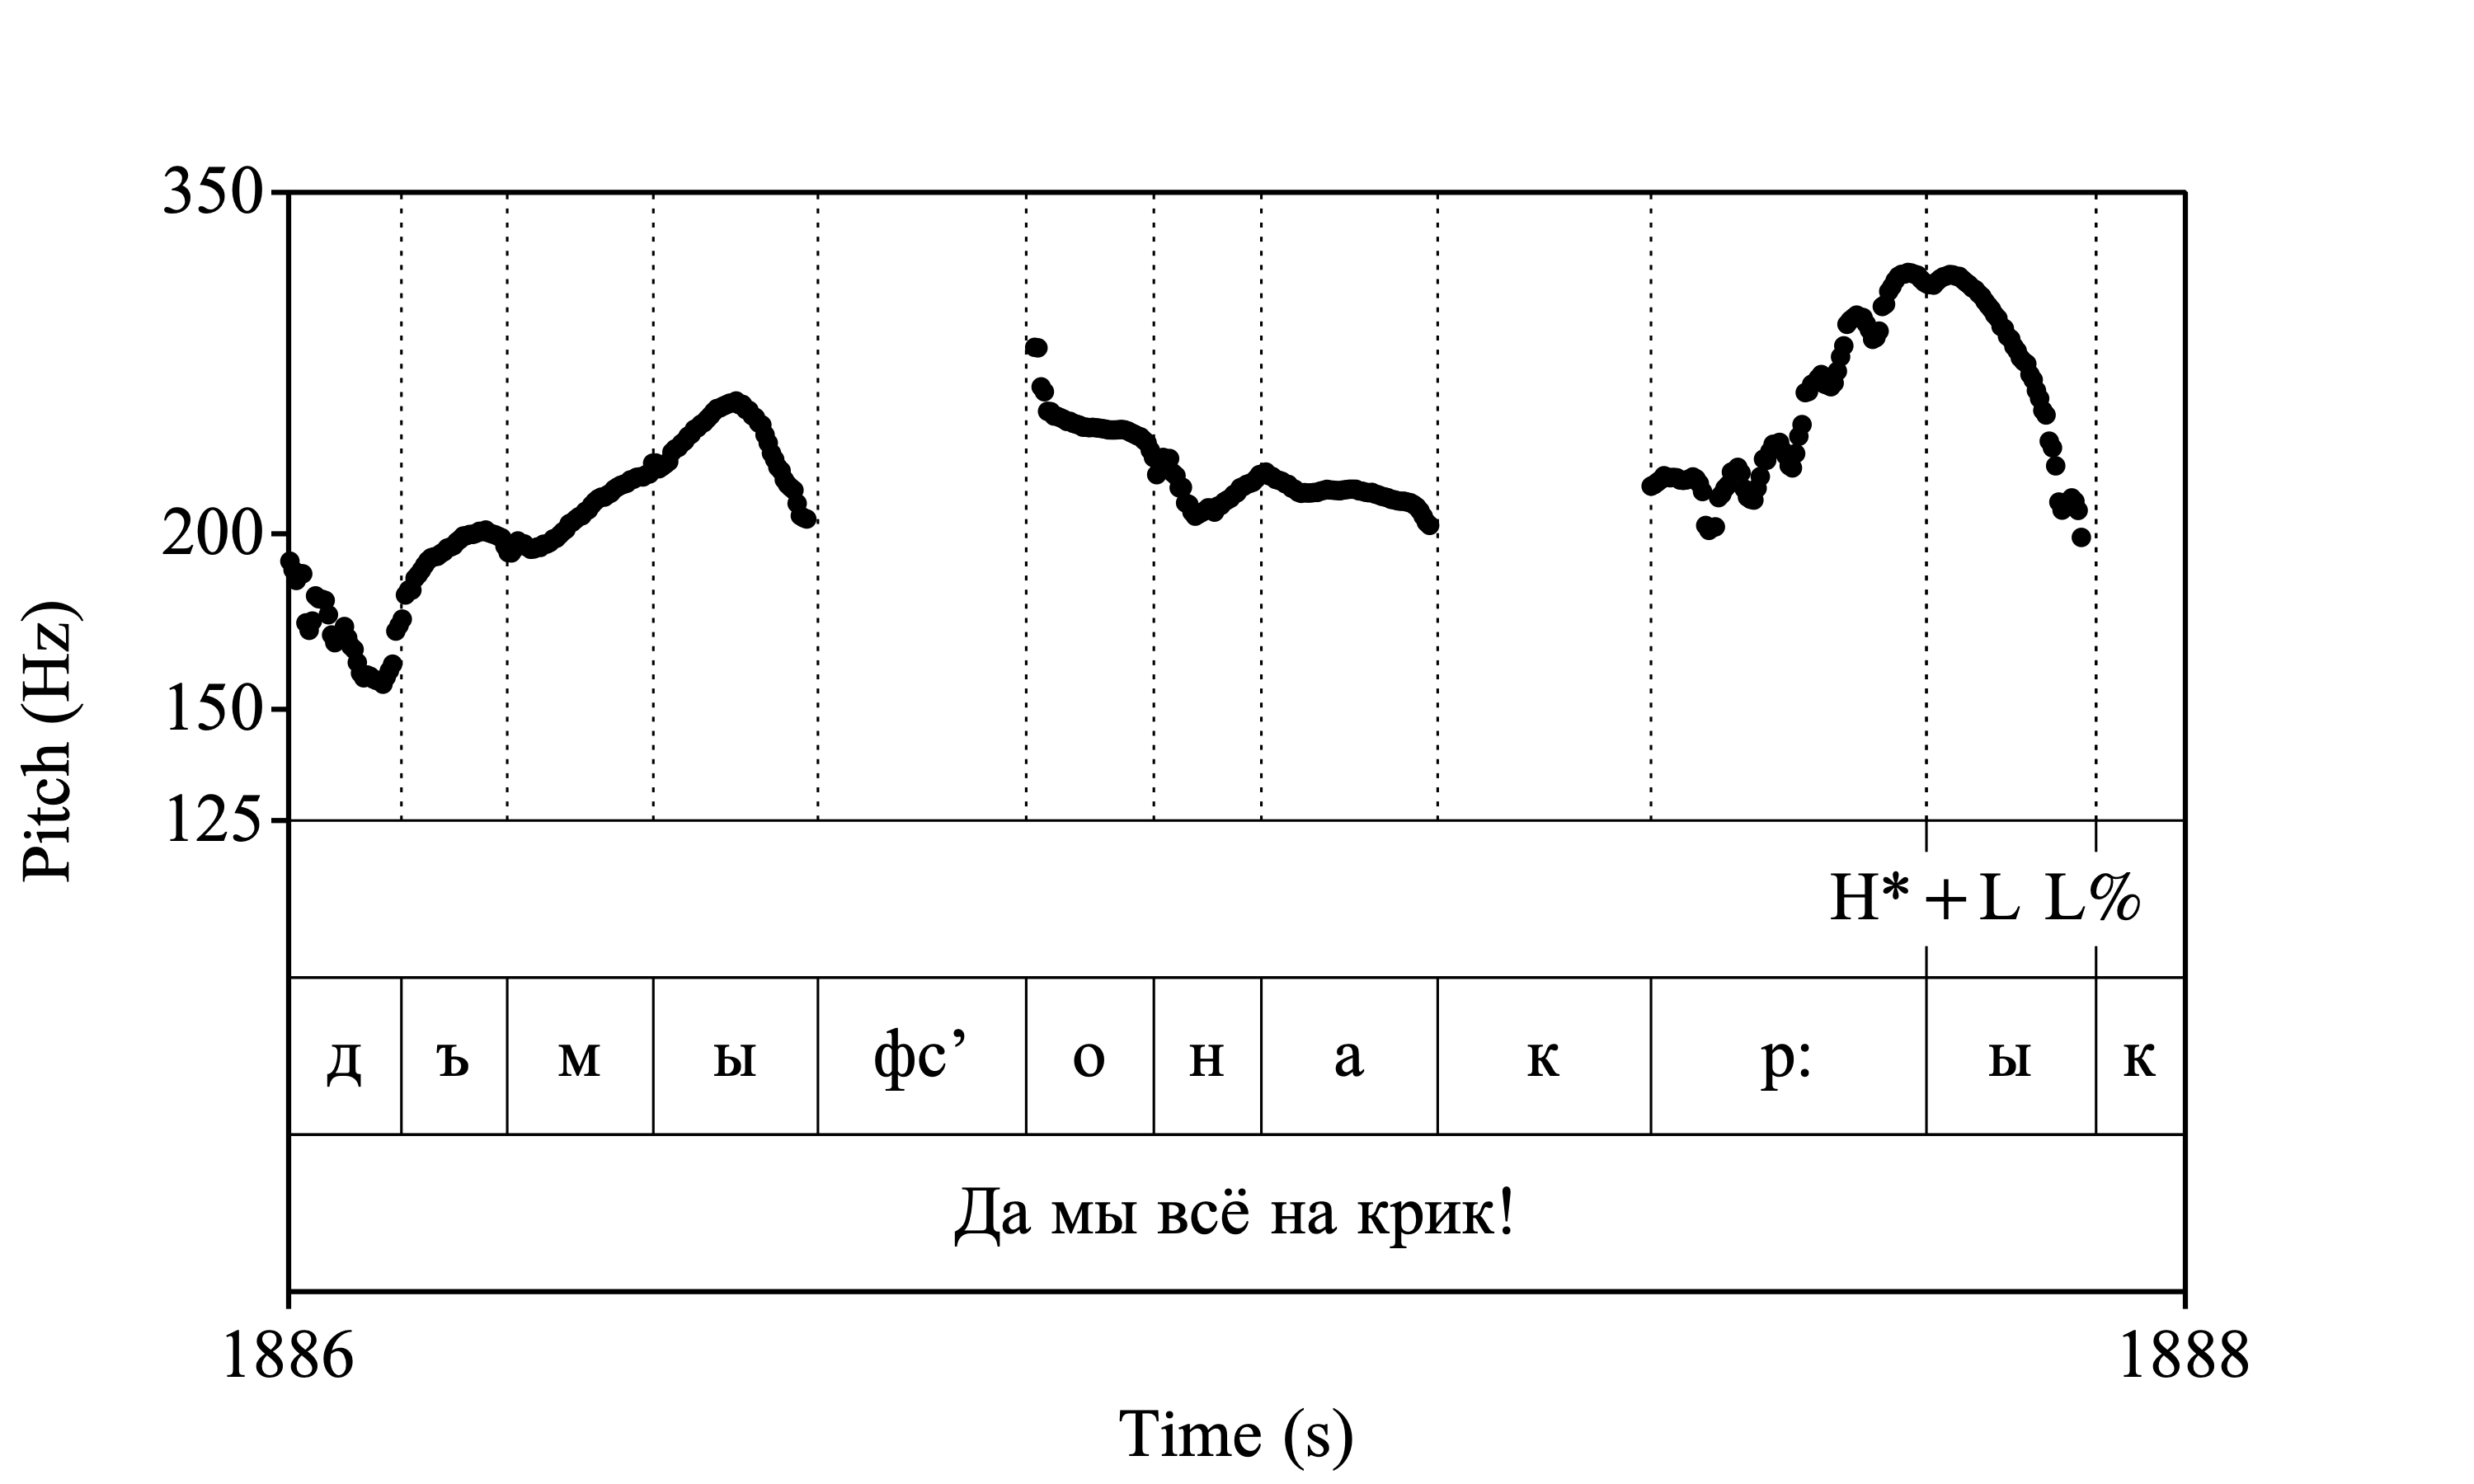 350
200
150
125
Pitch (Hz)
H*+L L%
д ъ м ы фс’ о н а к р: ы к
Да мы всё на крик!
1886 1888
Time (s)